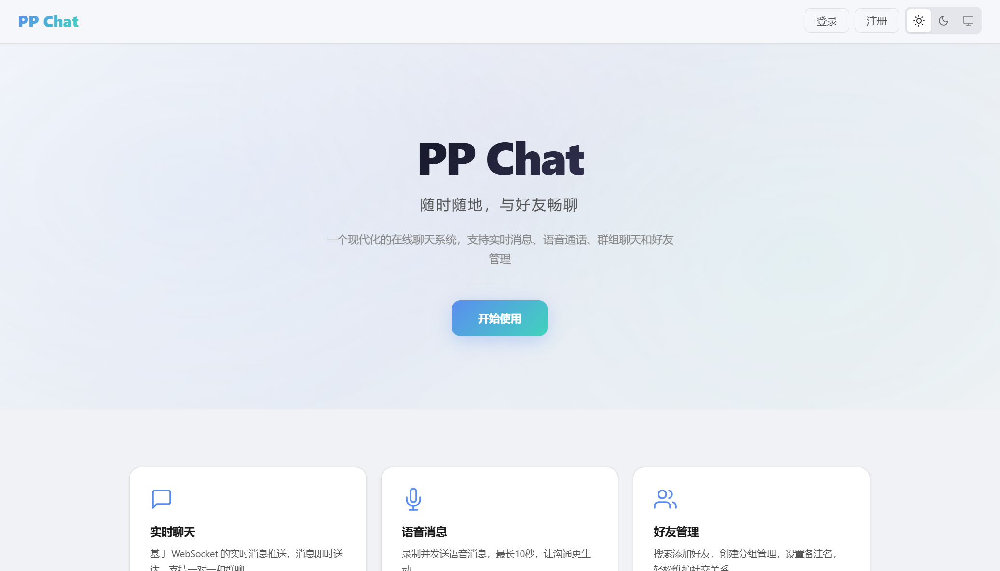 PP Chat
登录
注册
PP Chat
随时随地，与好友畅聊
一个现代化的在线聊天系统，支持实时消息、语音通话、群组聊天和好友
管理
开始使用
实时聊天
基于 WebSocket 的实时消息推送，消息即时送
达，支持一对一和群聊
语音消息
录制并发送语音消息，最长10秒，让沟通更生
动
好友管理
搜索添加好友，创建分组管理，设置备注名，
轻松维护社交关系